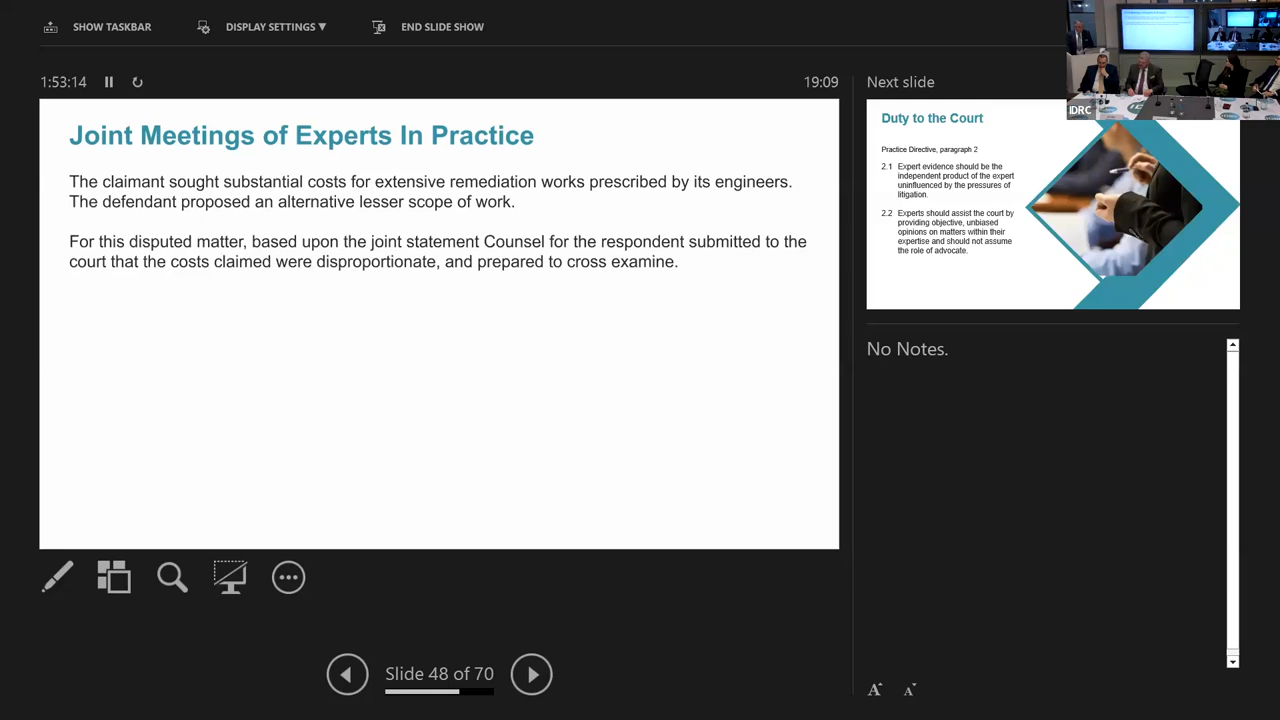 SHOW TASKBAR
DISPLAY SETTINGS ▼
END SLIDE SHOW
1:53:14
19:09
Joint Meetings of Experts In Practice
The claimant sought substantial costs for extensive remediation works prescribed by its engineers.
The defendant proposed an alternative lesser scope of work.
For this disputed matter, based upon the joint statement Counsel for the respondent submitted to the
court that the costs claimed were disproportionate, and prepared to cross examine.
Slide 48 of 70
Next slide
Duty to the Court
Practice Directive, paragraph 2
2.1 Expert evidence should be the
independent product of the expert
uninfluenced by the pressures of
litigation.
2.2 Experts should assist the court by
providing objective, unbiased
opinions on matters within their
expertise and should not assume
the role of advocate.
No Notes.
A A
IDRC